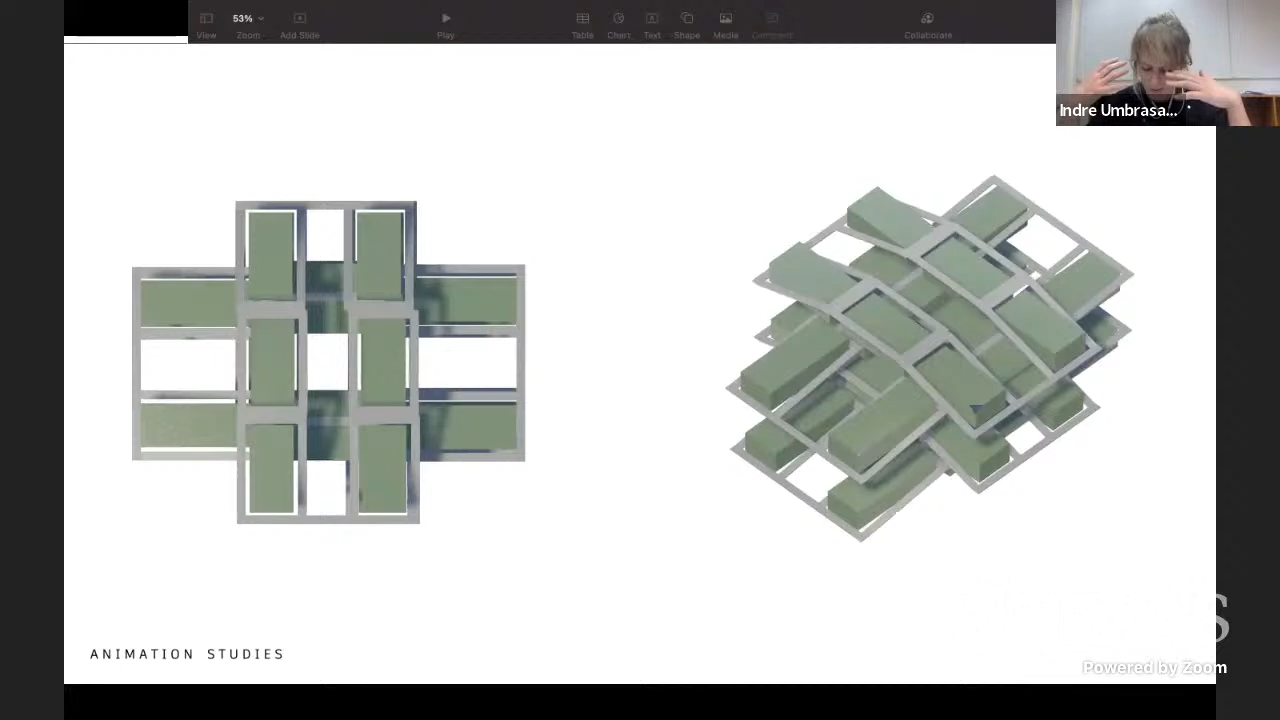 53%
View
Zoom
Add Slide
Play
Table
Chart
Text
Shape
Media
Comment
Collaborate
Indre Umbrasa...
S
ANIMATION STUDIES
Powered by Zoom